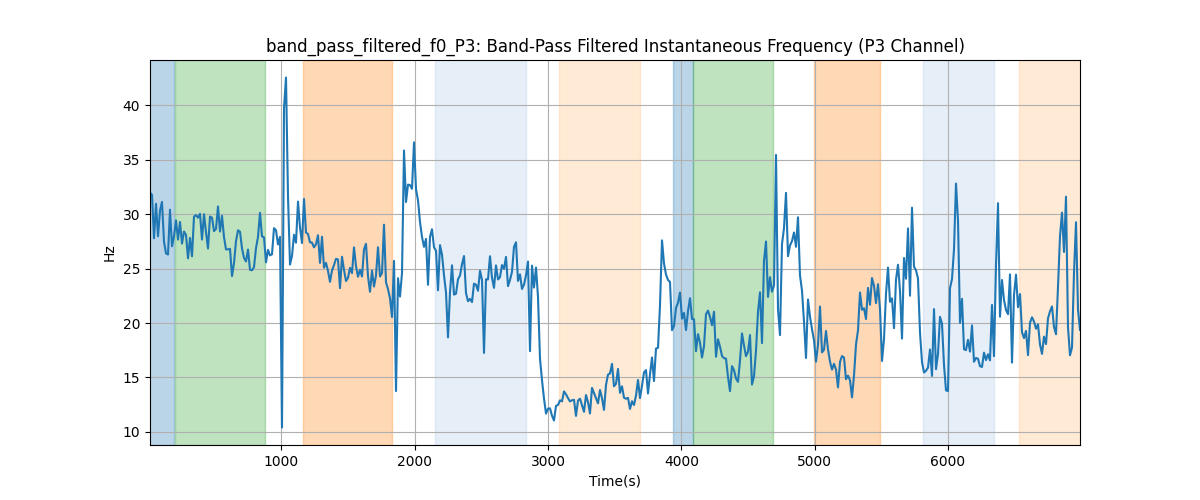 band_pass_filtered_f0_P3: Band-Pass Filtered Instantaneous Frequency (P3 Channel)
40
35
30
25
20
15
10
Hz
1000 2000 3000 4000 5000 6000
Time(s)